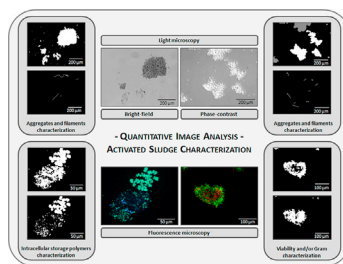 Light microscopy
200 µm
200 µm
Bright-field
Phase-contrast
200 µm
200 µm
Aggregates and filaments
characterization
200 µm
200 µm
Aggregates and filaments
characterization
- QUANTITATIVE IMAGE ANALYSIS -
ACTIVATED SLUDGE CHARACTERIZATION
50 µm
50 µm
Intracellular storage polymers
characterization
50 µm
100 µm
Fluorescence microscopy
100 µm
100 µm
Viability and/or Gram
characterization